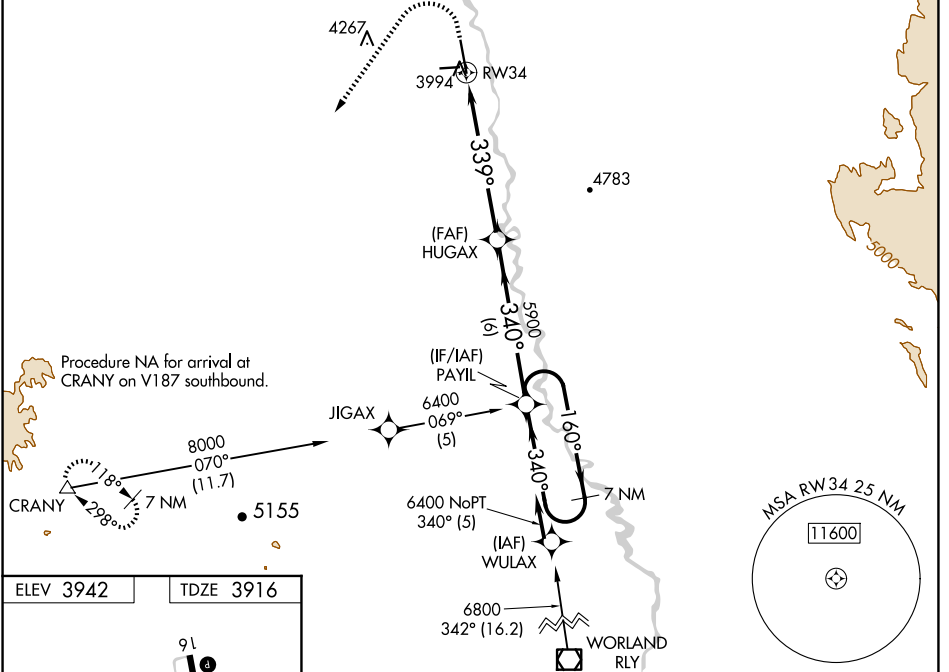 4267
3994
RW34
339°
4783
(FAF)
HUGAX
5000
5900
340°
(6)
(IF/IAF)
PAYIL
Procedure NA for arrival at
CRANY on V187 southbound.
JIGAX
6400
069°
(5)
160°
8000
070°
(11.7)
340°
118°
7 NM
298°
CRANY
5155
7 NM
6400 NoPT
340° (5)
(IAF)
WULAX
MSA RW34 25 NM
11600
ELEV 3942
TDZE 3916
6800
342° (16.2)
WORLAND
RLY
16
P